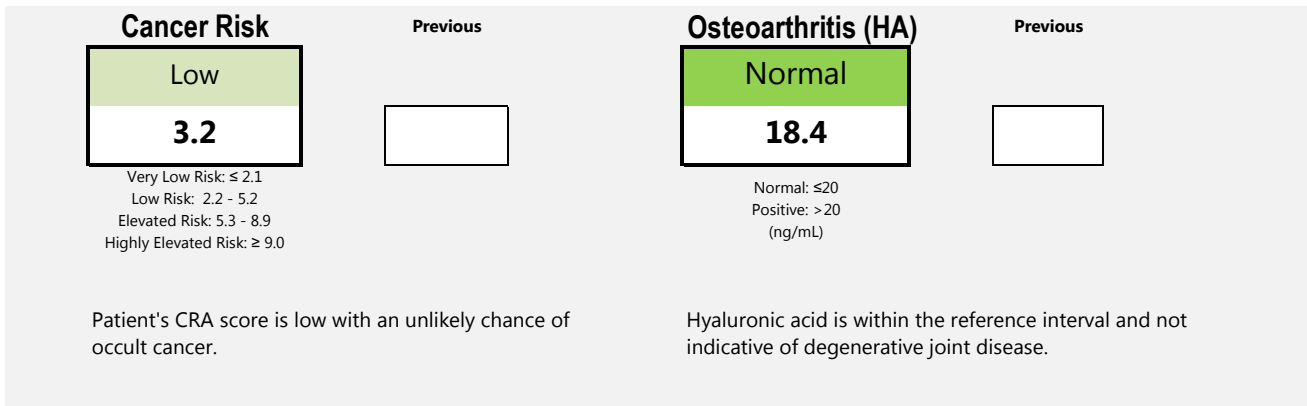 Cancer Risk
Previous
Low
3.2
Very Low Risk: ≤ 2.1
Low Risk: 2.2 - 5.2
Elevated Risk: 5.3 - 8.9
Highly Elevated Risk: ≥ 9.0
Patient's CRA score is low with an unlikely chance of
occult cancer.
Osteoarthritis (HA)
Previous
Normal
18.4
Normal: ≤20
Positive: >20
(ng/mL)
Hyaluronic acid is within the reference interval and not
indicative of degenerative joint disease.